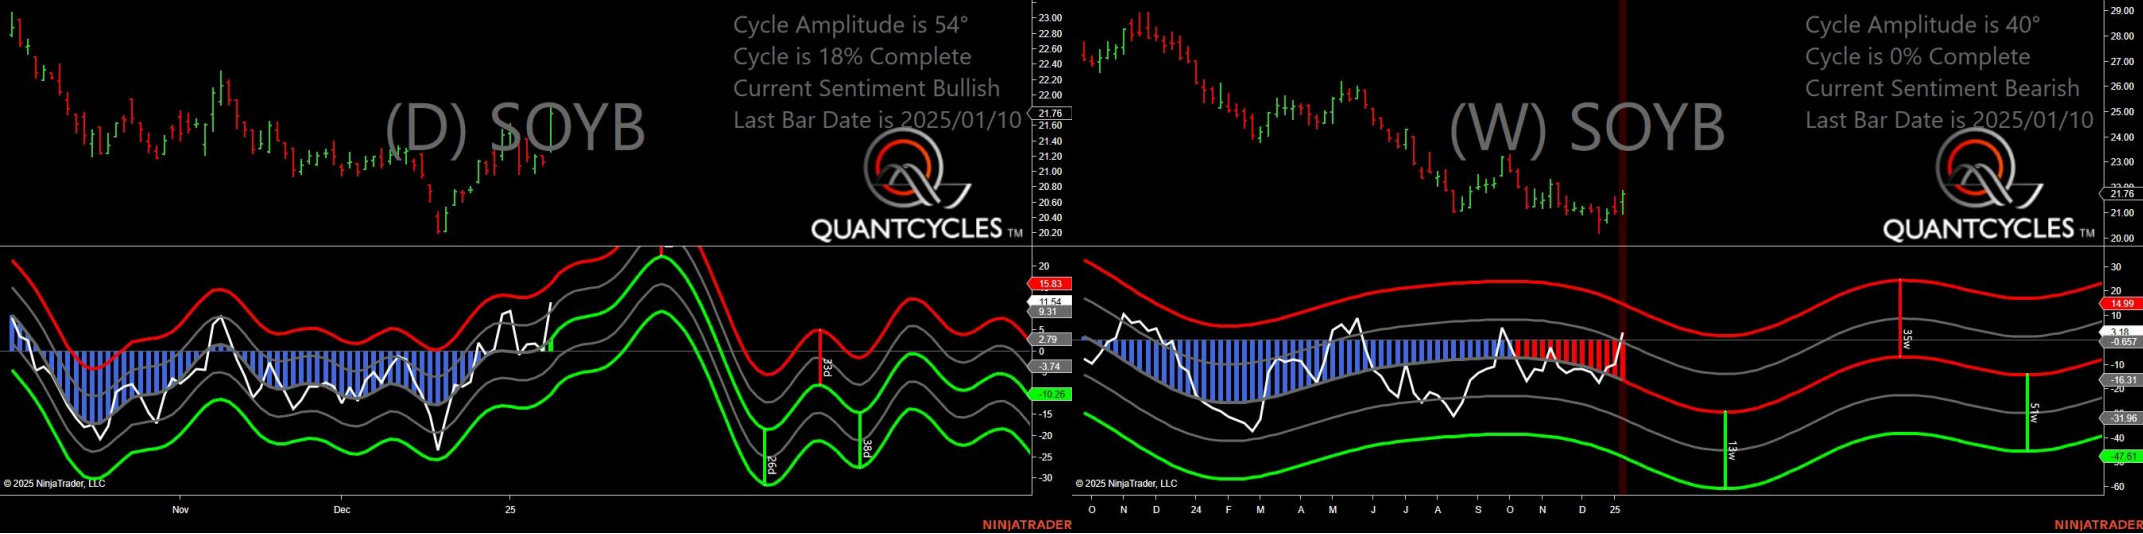 Cycle Amplitude is 54°
Cycle is 18% Complete
Current Sentiment Bullish
Last Bar Date is 2025/01/10
(D) SOYB
QUANTCYCLES TM
23.00
22.80
22.60
22.40
22.20
22.00
21.76
21.60
21.40
21.20
21.00
20.80
20.60
20.40
20.20
20
15.83
11.54
9.31
5
2.79
0
-3.74
-10.26
-15
-20
-25
-30
33d
26d
38d
© 2025 NinjaTrader, LLC
Nov
Dec
25
NINJATRADER
Cycle Amplitude is 40°
Cycle is 0% Complete
Current Sentiment Bearish
Last Bar Date is 2025/01/10
(W) SOYB
QUANTCYCLES TM
29.00
28.00
27.00
26.00
25.00
24.00
23.00
21.76
21.00
20.00
30
20
14.99
10
3.18
-0.657
-10
-16.31
-20
-31.96
-40
-47.61
-60
35w
13w
51w
© 2025 NinjaTrader, LLC
O N D 24 F M A M J J A S O N D 25
NINJATRADER